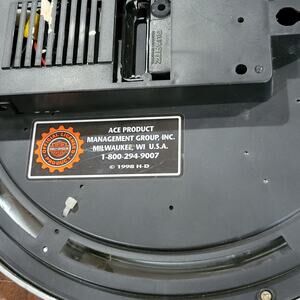 ACE PRODUCT
MANAGEMENT GROUP, INC.
MILWAUKEE, WI U.S.A.
1-800-294-9007
© 1998 H-D